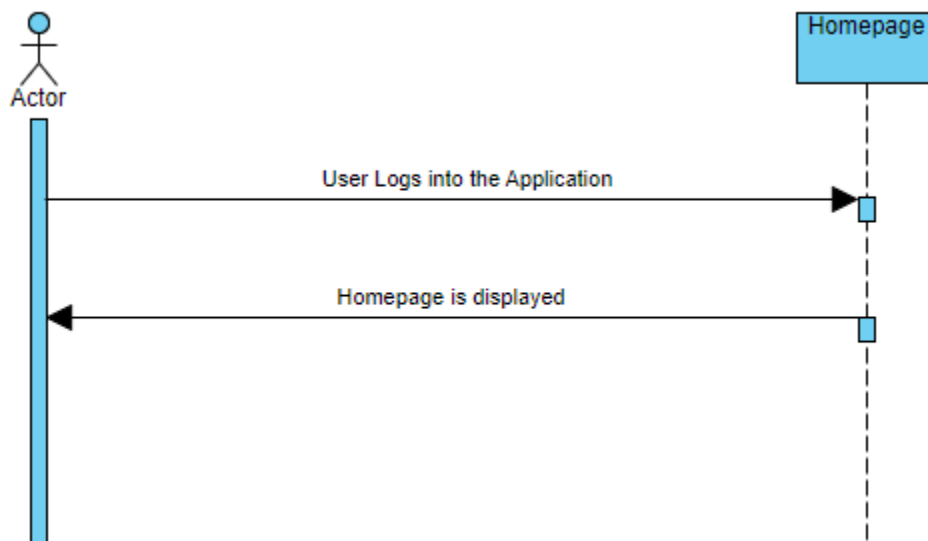 Homepage
Actor
User Logs into the Application
Homepage is displayed